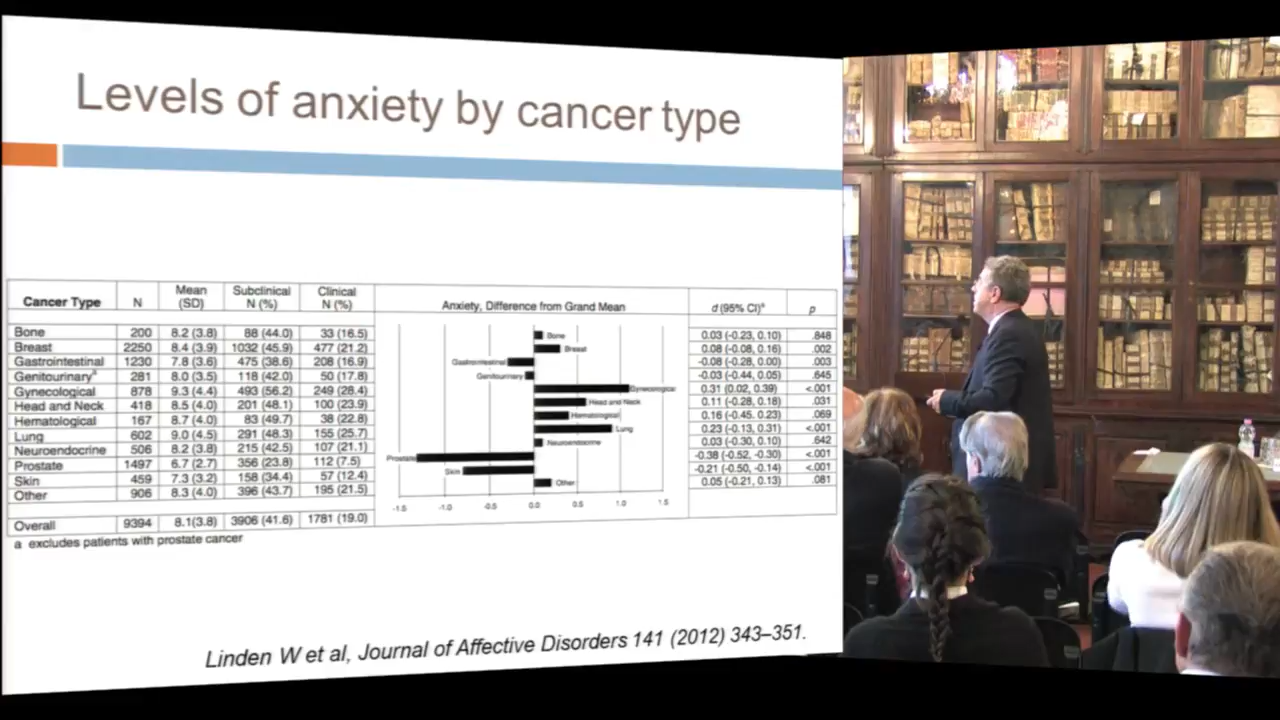 Levels of anxiety by cancer type
Cancer Type N Mean (SD) Subclinical N (%) Clinical N (%) Anxiety, Difference from Grand Mean d (95% CI)ª p
Bone 200 8.2 (3.8) 88 (44.0) 33 (16.5) Bone 0.03 (-0.23, 0.10) .848
Breast 2250 8.4 (3.9) 1032 (45.9) 477 (21.2) Breast 0.08 (-0.08, 0.16) .002
Gastrointestinal 1230 7.8 (3.6) 475 (38.6) 208 (16.9) Gastrointestinal -0.08 (-0.28, 0.00) .003
Genitourinaryª 281 8.0 (3.5) 118 (42.0) 50 (17.8) Genitourinary -0.03 (-0.44, 0.05) .645
Gynecological 878 9.3 (4.4) 493 (56.2) 249 (28.4) Gynecological 0.31 (0.02, 0.39) <.001
Head and Neck 418 8.5 (4.0) 201 (48.1) 100 (23.9) Head and Neck 0.11 (-0.28, 0.18) .031
Hematological 167 8.7 (4.0) 83 (49.7) 38 (22.8) Hematological 0.16 (-0.45, 0.23) .069
Lung 602 9.0 (4.5) 291 (48.3) 155 (25.7) Lung 0.23 (-0.13, 0.31) <.001
Neuroendocrine 506 8.2 (3.8) 215 (42.5) 107 (21.1) Neuroendocrine 0.03 (-0.30, 0.10) .642
Prostate 1497 6.7 (2.7) 356 (23.8) 112 (7.5) Prostate -0.38 (-0.52, -0.30) <.001
Skin 459 7.3 (3.2) 158 (34.4) 57 (12.4) Skin -0.21 (-0.50, -0.14) <.001
Other 906 8.3 (4.0) 396 (43.7) 195 (21.5) Other 0.05 (-0.21, 0.13) .081
-1.5 -1.0 -0.5 0.0 0.5 1.0 1.5
Overall 9394 8.1(3.8) 3906 (41.6) 1781 (19.0)
a excludes patients with prostate cancer
Linden W et al, Journal of Affective Disorders 141 (2012) 343–351.